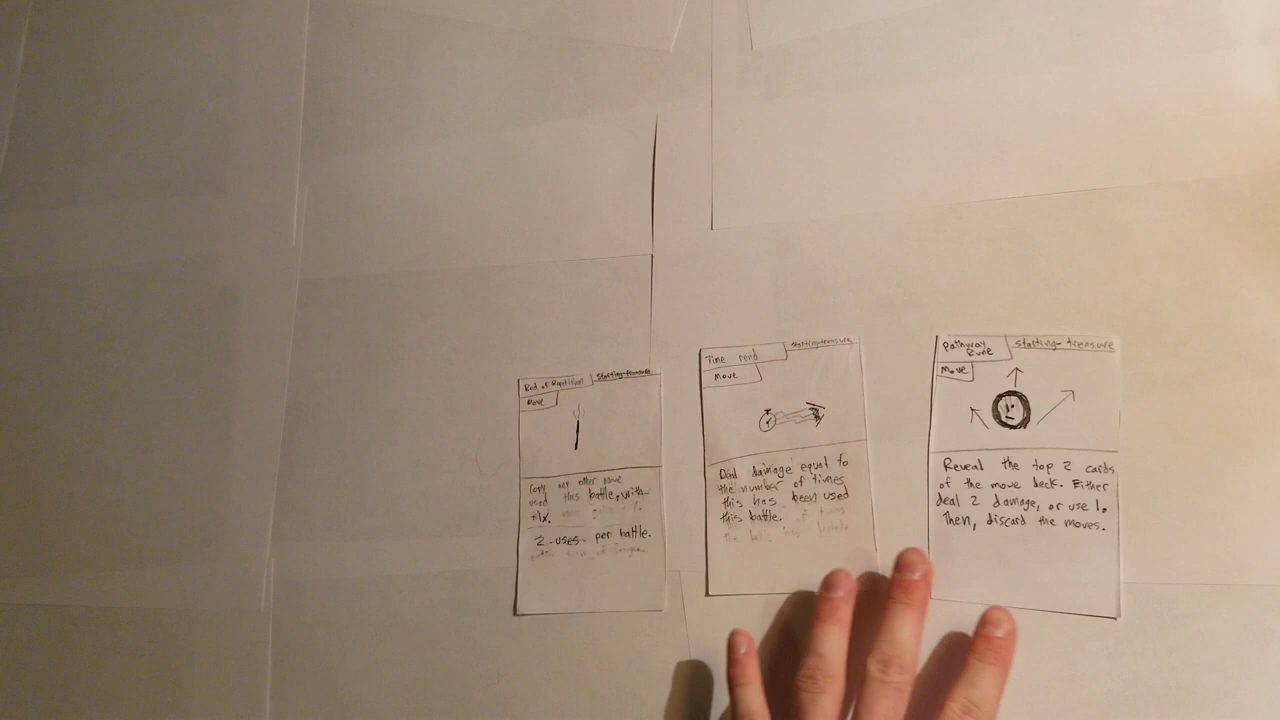 Rod of Repitition
starting-treasure
Move
Copy any other move
used this battle, with
2 uses per battle.
Time rend
starting-treasure
Move
Deal damage equal to
the number of times
this has been used
this battle.
Pathway
Rune
starting-treasure
Move
Reveal the top 2 cards
of the move deck. Either
deal 2 damage, or use 1.
Then, discard the moves.